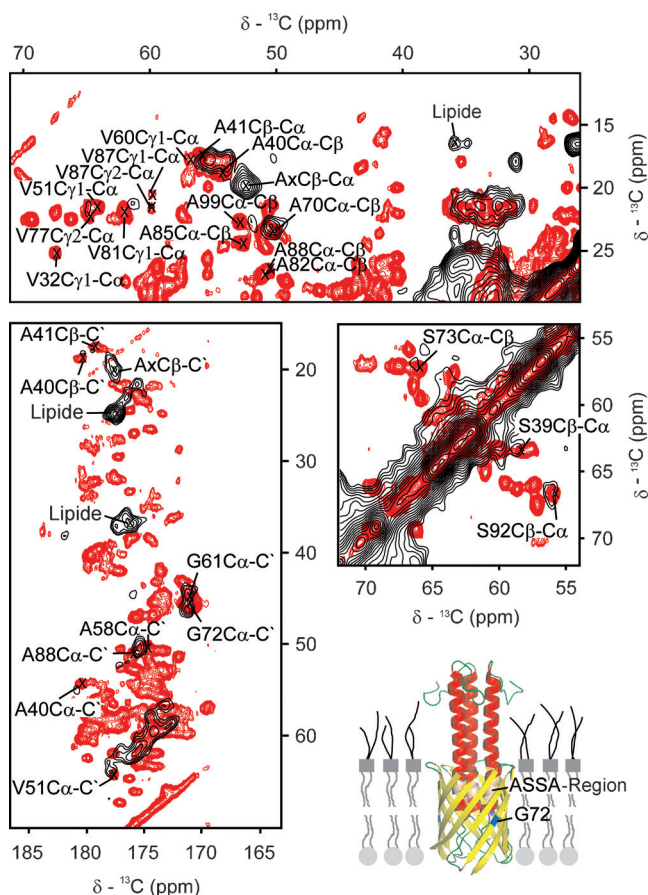 δ - ¹³C (ppm)
70 60 50 40 30
Lipide
15
20
25
δ - ¹³C (ppm)
A41Cβ-Cα
V60Cγ1-Cα
A40Cα-Cβ
V87Cγ1-Cα
V87Cγ2-Cα
AxCβ-Cα
V51Cγ1-Cα
A99Cα-Cβ
A70Cα-Cβ
V77Cγ2-Cα
V81Cγ1-Cα
A85Cα-Cβ
A88Cα-Cβ
V32Cγ1-Cα
A82Cα-Cβ
A41Cβ-C`
AxCβ-C`
A40Cβ-C`
Lipide
Lipide
G61Cα-C`
A58Cα-C`
G72Cα-C`
A88Cα-C`
A40Cα-C`
V51Cα-C`
20
30
40
50
60
δ - ¹³C (ppm)
185 175 165
δ - ¹³C (ppm)
S73Cα-Cβ
S39Cβ-Cα
S92Cβ-Cα
55
60
65
70
δ - ¹³C (ppm)
70 65 60 54
δ - ¹³C (ppm)
ASSA-Region
G72